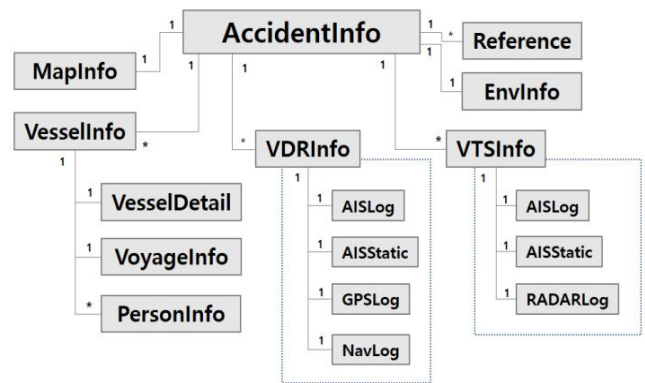 AccidentInfo
1
1
1
1
1
1
1
*
Reference
MapInfo
1
1
EnvInfo
VesselInfo
*
*
VDRInfo
*
VTSInfo
1
1
1
1
VesselDetail
1
AISLog
1
AISLog
1
VoyageInfo
1
AISStatic
1
AISStatic
*
PersonInfo
1
GPSLog
1
RADARLog
1
NavLog